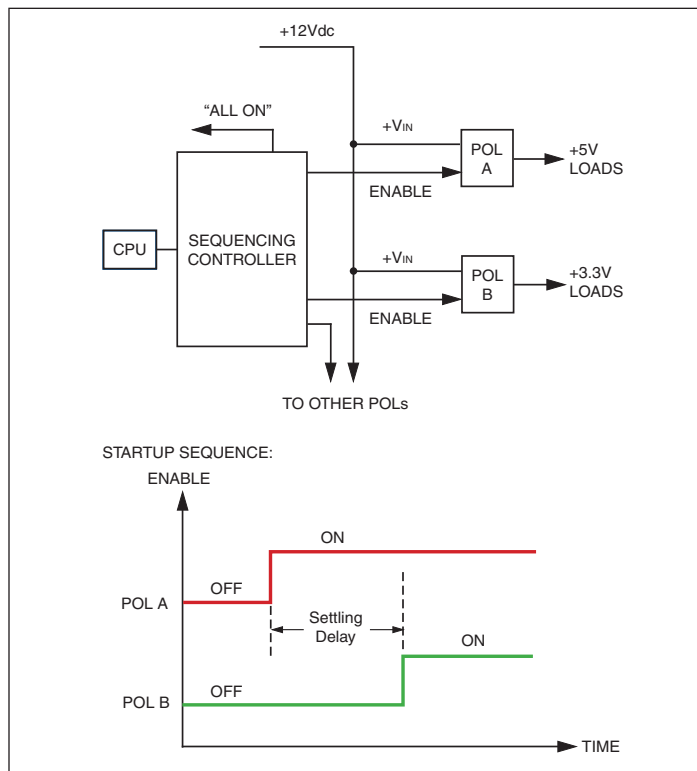 +12Vdc
“ALL ON”
+VIN
POL
A
+5V
LOADS
ENABLE
CPU
SEQUENCING
CONTROLLER
+VIN
POL
B
+3.3V
LOADS
ENABLE
TO OTHER POLs
STARTUP SEQUENCE:
ENABLE
ON
OFF
POL A
Settling
Delay
ON
OFF
POL B
TIME